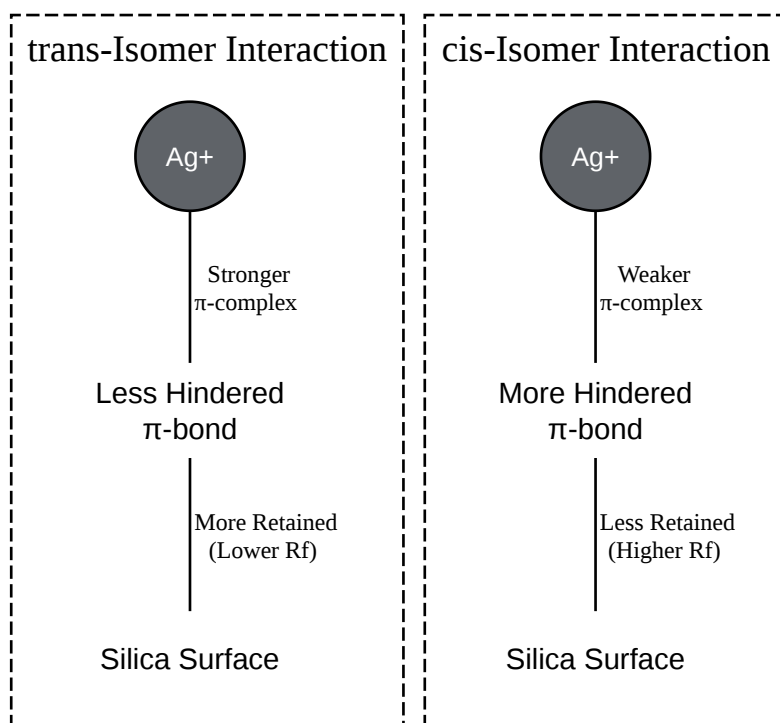 trans-Isomer Interaction
Ag+
Stronger
π-complex
Less Hindered
π-bond
More Retained
(Lower Rf)
Silica Surface
cis-Isomer Interaction
Ag+
Weaker
π-complex
More Hindered
π-bond
Less Retained
(Higher Rf)
Silica Surface